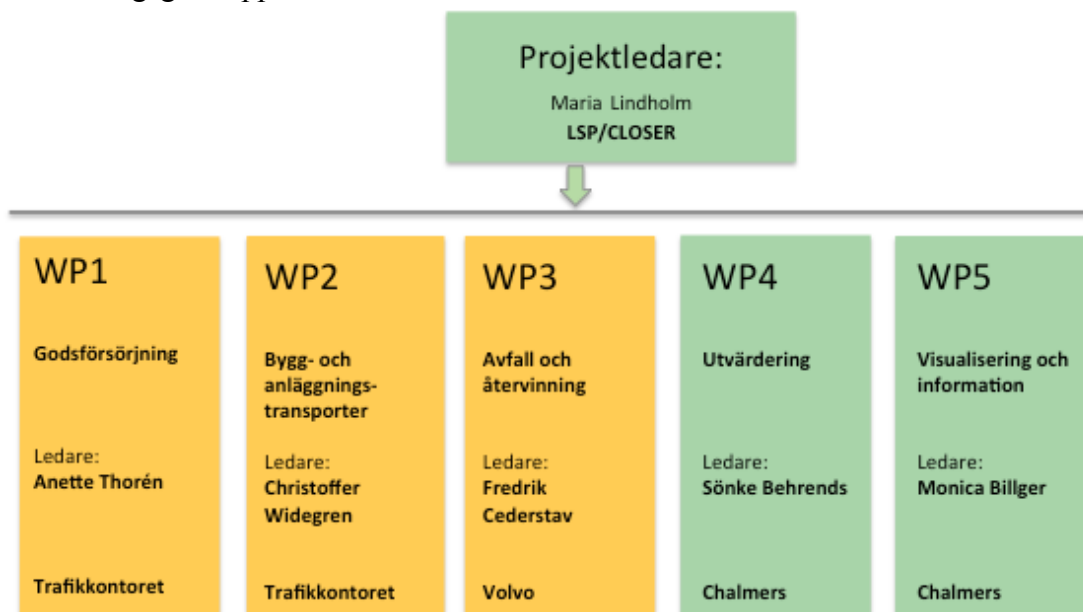 Projektledare:
Maria Lindholm
LSP/CLOSER
WP1
Godsförsörjning
Ledare:
Anette Thorén
Trafikkontoret
WP2
Bygg- och
anläggnings-
transporter
Ledare:
Christoffer
Widegren
Trafikkontoret
WP3
Avfall och
återvinning
Ledare:
Fredrik
Cederstav
Volvo
WP4
Utvärdering
Ledare:
Sönke Behrends
Chalmers
WP5
Visualisering och
information
Ledare:
Monica Billger
Chalmers